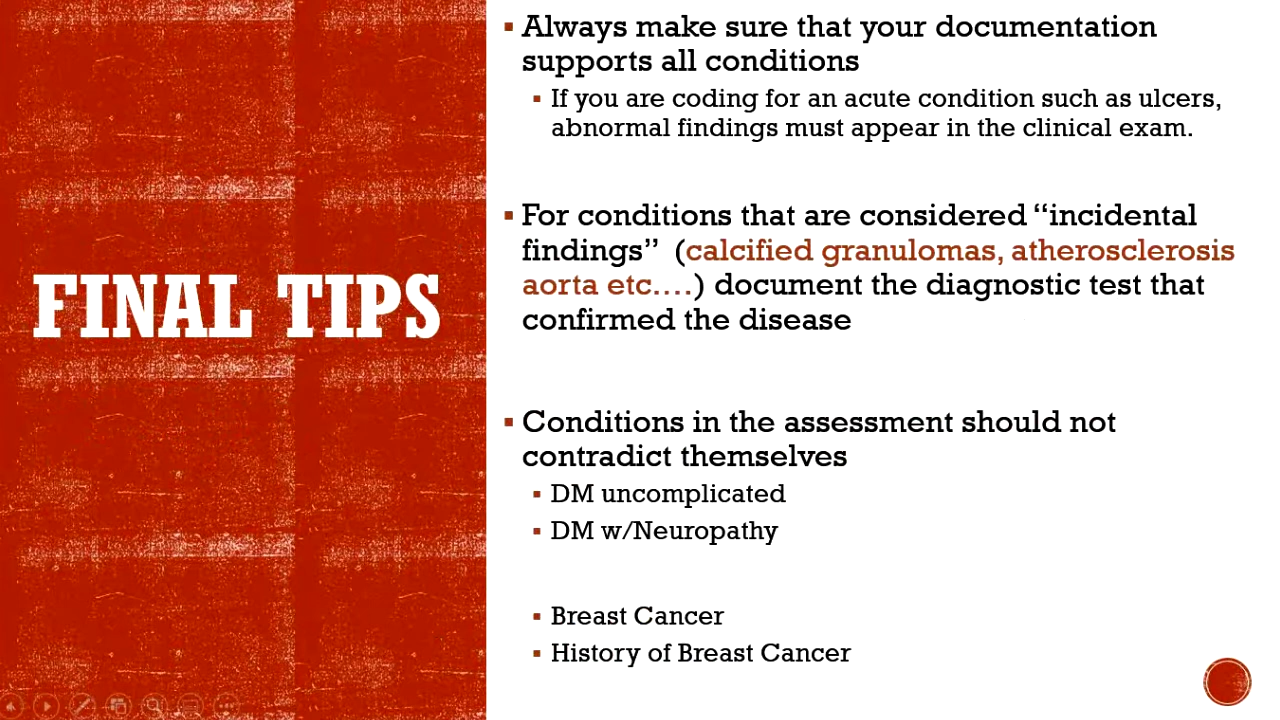 FINAL TIPS
▪ Always make sure that your documentation
supports all conditions
▪ If you are coding for an acute condition such as ulcers,
abnormal findings must appear in the clinical exam.
▪ For conditions that are considered “incidental
findings” (calcified granulomas, atherosclerosis
aorta etc....) document the diagnostic test that
confirmed the disease
▪ Conditions in the assessment should not
contradict themselves
▪ DM uncomplicated
▪ DM w/Neuropathy
▪ Breast Cancer
▪ History of Breast Cancer